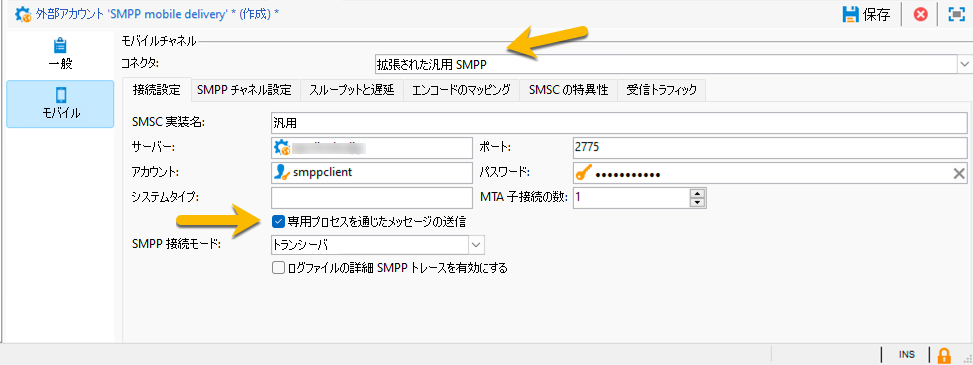 外部アカウント 'SMPP mobile delivery' * (作成) *
保存
一般
モバイル
モバイルチャネル
コネクタ: 拡張された汎用 SMPP
接続設定 SMPP チャネル設定 スループットと遅延 エンコードのマッピング SMSC の特異性 受信トラフィック
SMSC 実装名: 汎用
サーバー: ポート: 2775
アカウント: smppclient パスワード: •••••••••••
システムタイプ: MTA 子接続の数: 1
専用プロセスを通じたメッセージの送信
SMPP 接続モード: トランシーバ
ログファイルの詳細 SMPP トレースを有効にする
INS